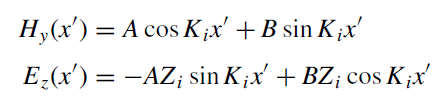 H_y(x′) = A cos K_i x′ + B sin K_i x′
E_z(x′) = −AZ_i sin K_i x′ + BZ_i cos K_i x′